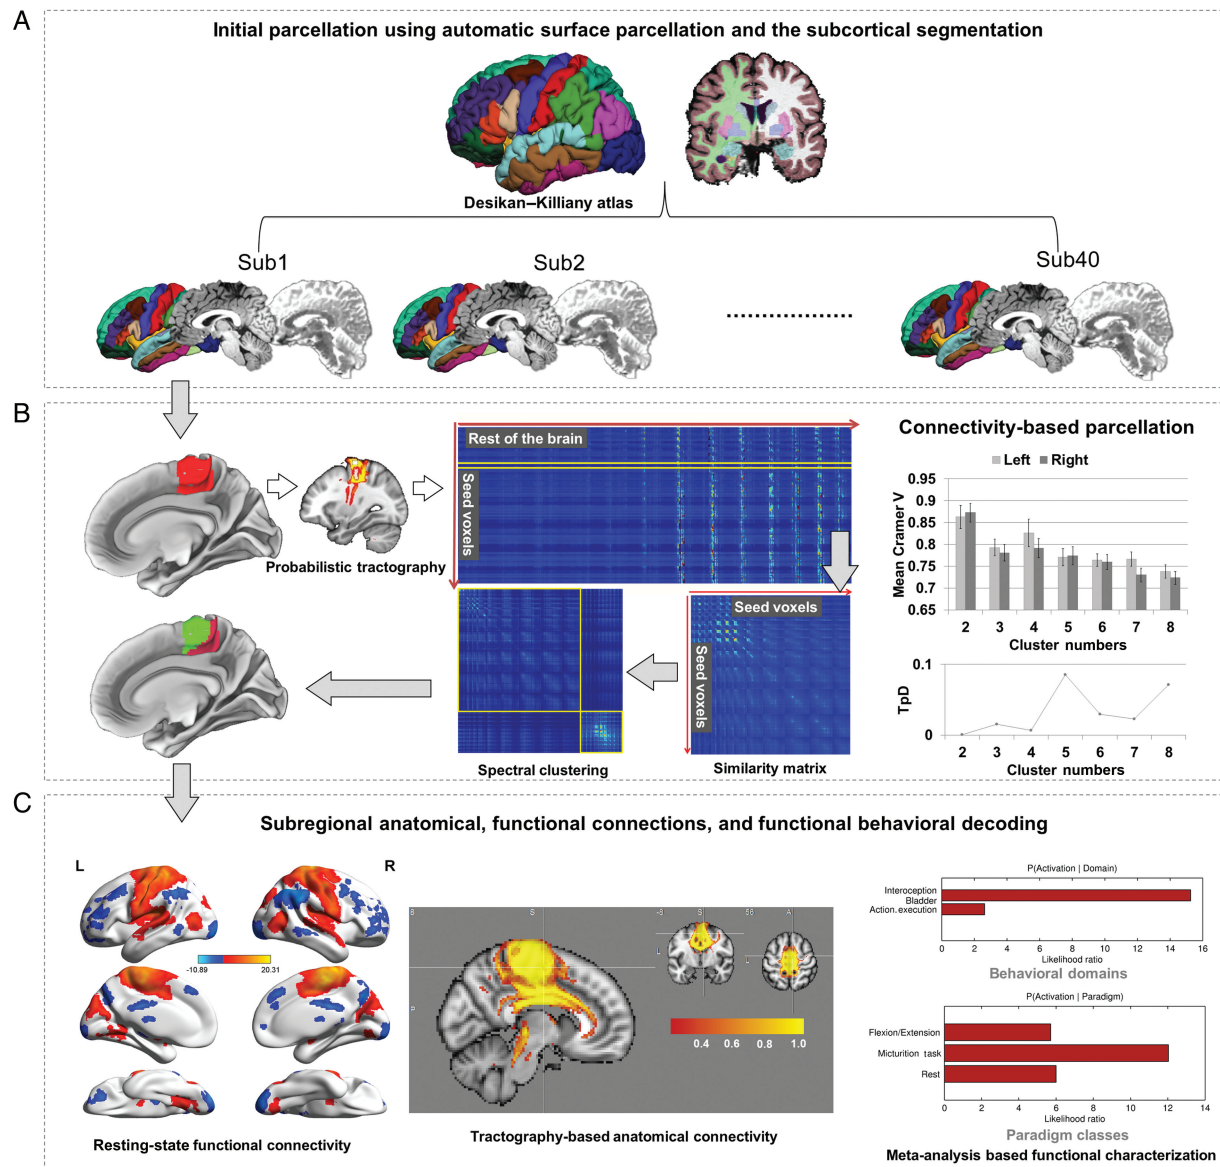 A
Initial parcellation using automatic surface parcellation and the subcortical segmentation
Desikan–Killiany atlas
Sub1
Sub2
Sub40
B
Probabilistic tractography
Rest of the brain
Seed voxels
Seed voxels
Seed voxels
Spectral clustering
Similarity matrix
Connectivity-based parcellation
Left Right
Mean Cramer V
0.95
0.9
0.85
0.8
0.75
0.7
0.65
2 3 4 5 6 7 8
Cluster numbers
TpD
0.1
0
2 3 4 5 6 7 8
Cluster numbers
C
Subregional anatomical, functional connections, and functional behavioral decoding
L R
-10.89 20.31
Resting-state functional connectivity
S
S
A
L
L
0.4 0.6 0.8 1.0
Tractography-based anatomical connectivity
P(Activation | Domain)
Interoception
Bladder
Action.execution
0 2 4 6 8 10 12 14 16
Likelihood ratio
Behavioral domains
P(Activation | Paradigm)
Flexion/Extension
Micturition task
Rest
0 2 4 6 8 10 12 14
Likelihood ratio
Paradigm classes
Meta-analysis based functional characterization